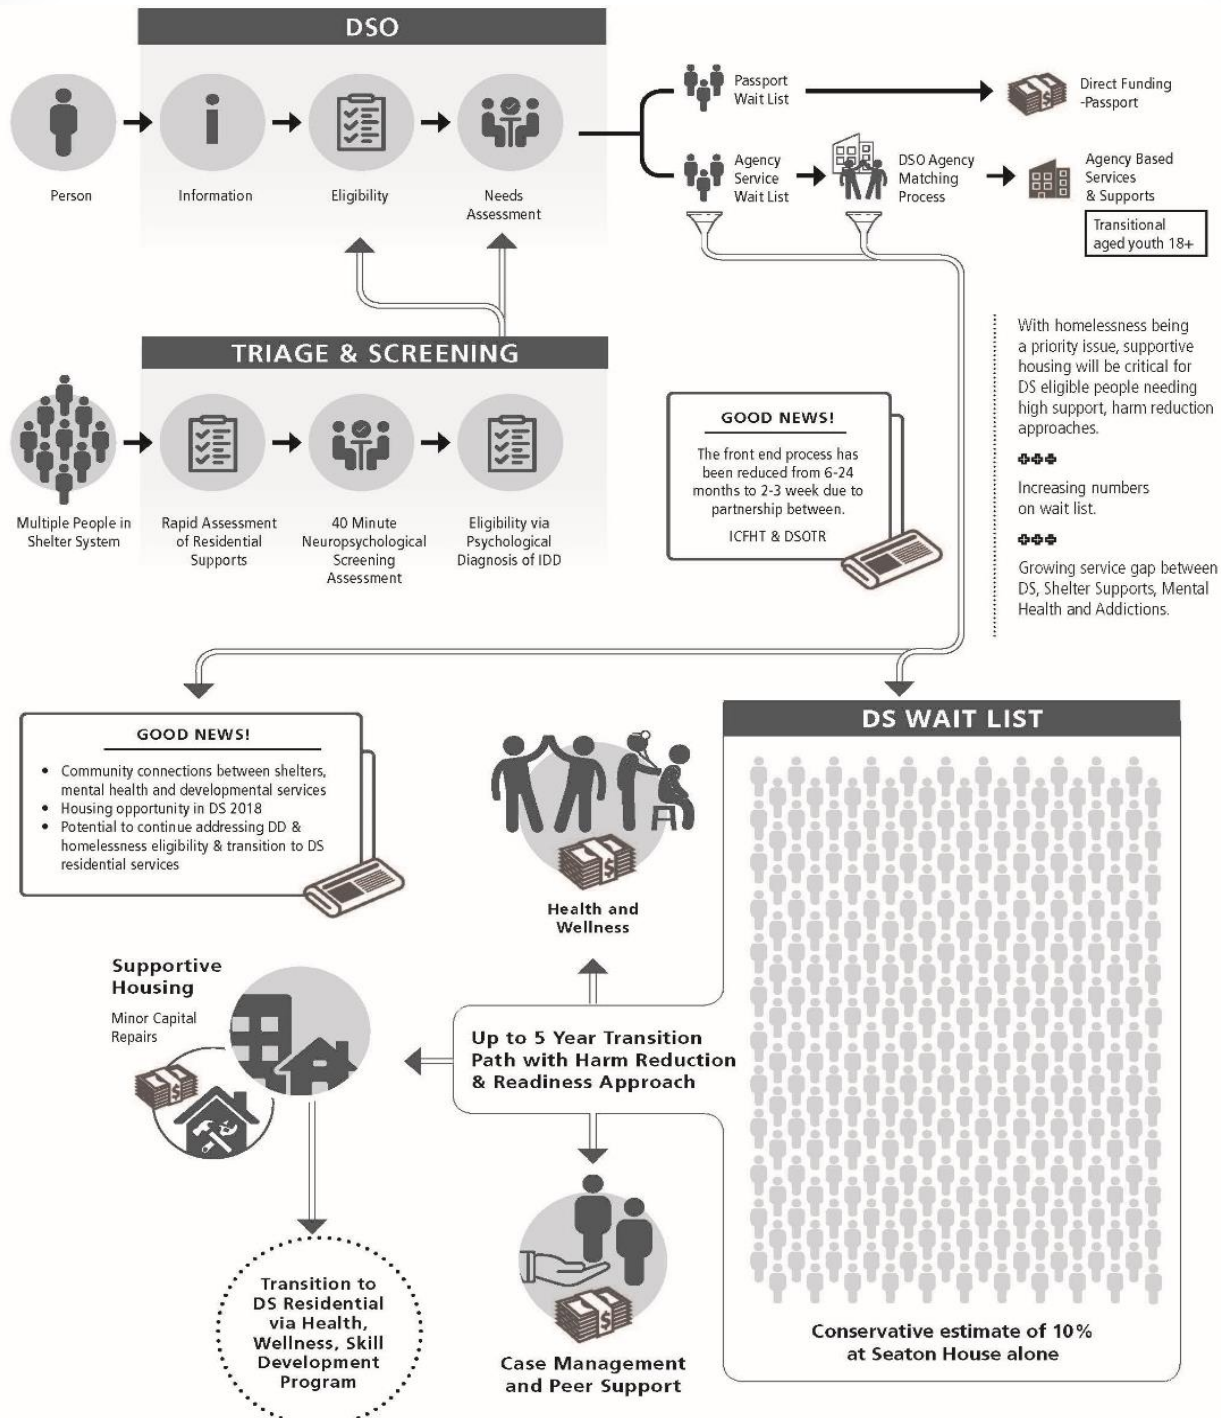 DSO
Person
Information
Eligibility
Needs
Assessment
Passport
Wait List
$
Direct Funding
-Passport
Agency
Service
Wait List
DSO Agency
Matching
Process
Agency Based
Services
& Supports
Transitional
aged youth 18+
TRIAGE & SCREENING
Multiple People in
Shelter System
Rapid Assessment
of Residential
Supports
40 Minute
Neuropsychological
Screening
Assessment
Eligibility via
Psychological
Diagnosis of IDD
GOOD NEWS!
The front end process has
been reduced from 6-24
months to 2-3 week due to
partnership between.
ICFHT & DSOTR
With homelessness being
a priority issue, supportive
housing will be critical for
DS eligible people needing
high support, harm reduction
approaches.
Increasing numbers
on wait list.
Growing service gap between
DS, Shelter Supports, Mental
Health and Addictions.
GOOD NEWS!
• Community connections between shelters,
mental health and developmental services
• Housing opportunity in DS 2018
• Potential to continue addressing DD &
homelessness eligibility & transition to DS
residential services
$
Health and
Wellness
DS WAIT LIST
Supportive
Housing
Minor Capital
Repairs
$
Up to 5 Year Transition
Path with Harm Reduction
& Readiness Approach
Transition to
DS Residential
via Health,
Wellness, Skill
Development
Program
$
Case Management
and Peer Support
Conservative estimate of 10%
at Seaton House alone